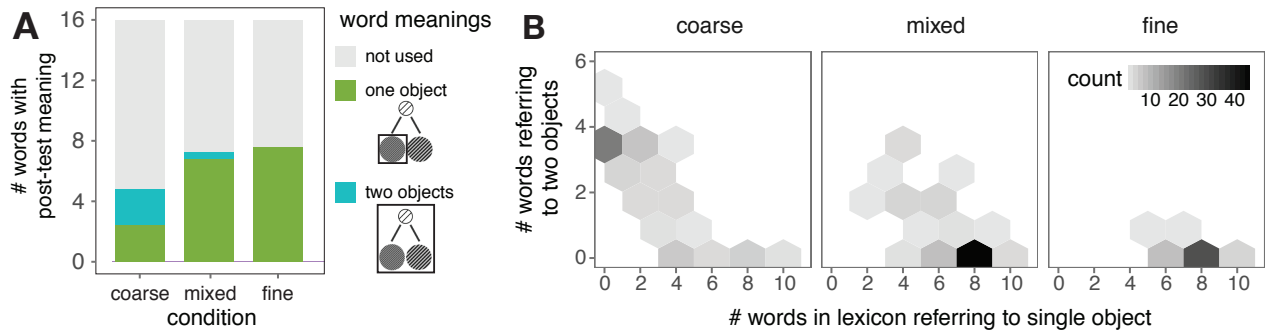 A
# words with
post-test meaning
16
12
8
4
0
coarse mixed fine
condition
word meanings
not used
one object
two objects
B
coarse mixed fine
# words referring
to two objects
6
4
2
0
count
10 20 30 40
0 2 4 6 8 10 0 2 4 6 8 10 0 2 4 6 8 10
# words in lexicon referring to single object